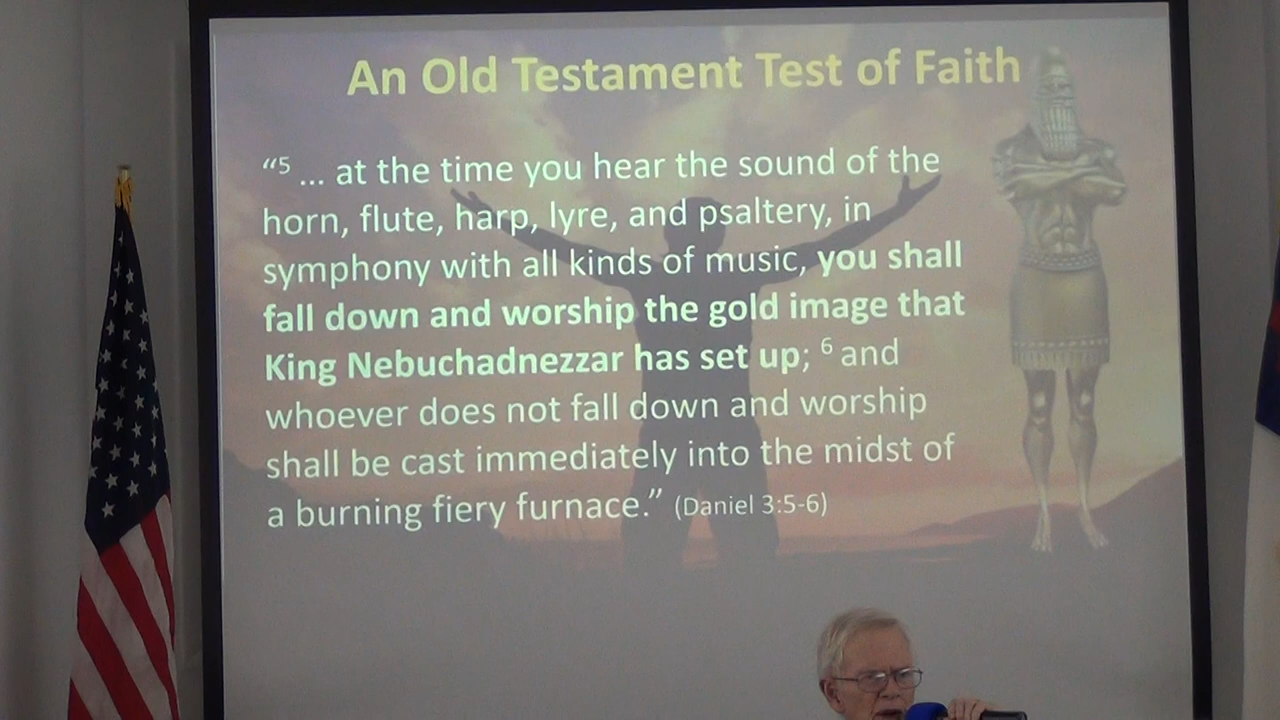 An Old Testament Test of Faith
“5 ... at the time you hear the sound of the
horn, flute, harp, lyre, and psaltery, in
symphony with all kinds of music, you shall
fall down and worship the gold image that
King Nebuchadnezzar has set up; 6 and
whoever does not fall down and worship
shall be cast immediately into the midst of
a burning fiery furnace.” (Daniel 3:5-6)